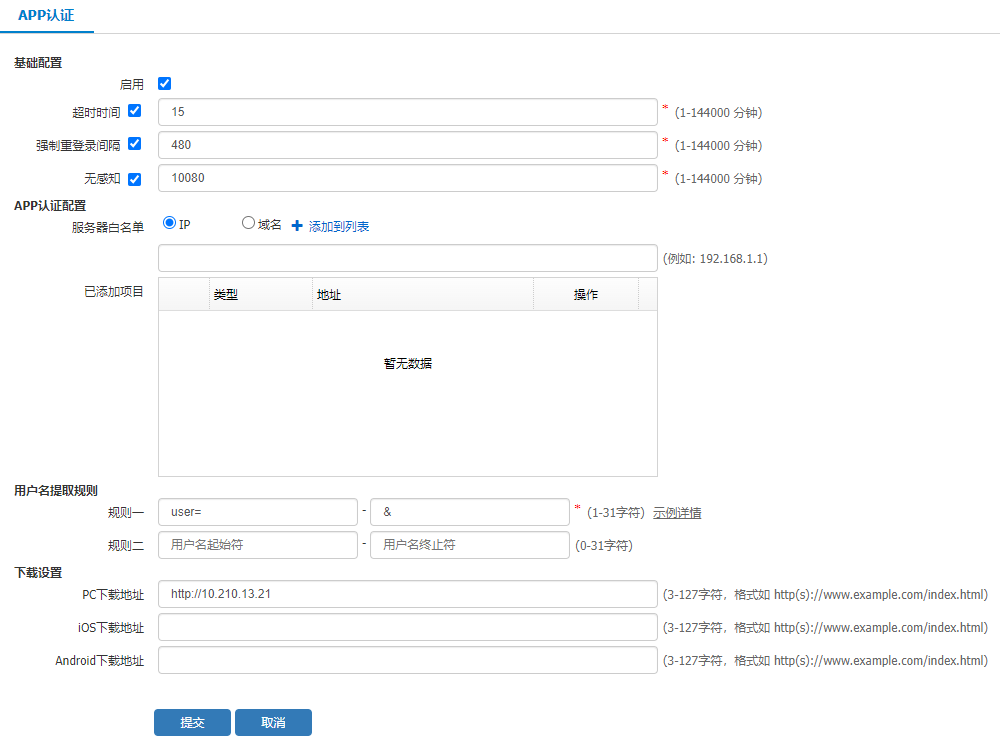 APP认证
基础配置
启用
超时时间 15 * (1-144000 分钟)
强制重登录间隔 480 * (1-144000 分钟)
无感知 10080 * (1-144000 分钟)
APP认证配置
服务器白名单 IP 域名 添加到列表
(例如: 192.168.1.1)
已添加项目 类型 地址 操作
暂无数据
用户名提取规则
规则一 user= - & * (1-31字符) 示例详情
规则二 用户名起始符 - 用户名终止符 (0-31字符)
下载设置
PC下载地址 http://10.210.13.21 (3-127字符，格式如 http(s)://www.example.com/index.html)
iOS下载地址 (3-127字符，格式如 http(s)://www.example.com/index.html)
Android下载地址 (3-127字符，格式如 http(s)://www.example.com/index.html)
提交 取消